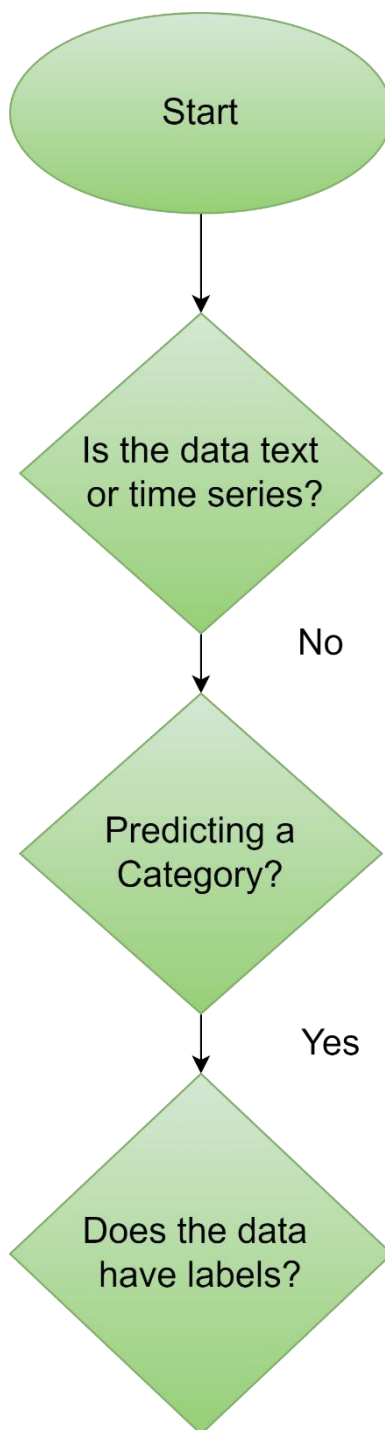 Start
Is the data text
or time series?
No
Predicting a
Category?
Yes
Does the data
have labels?